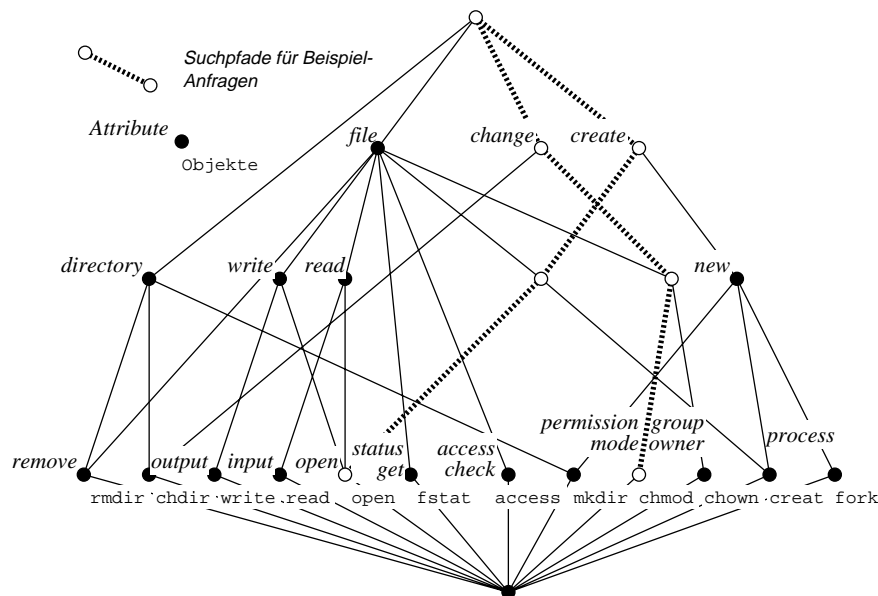 Suchpfade für Beispiel-
Anfragen
Attribute
Objekte
file
change
create
directory
write
read
new
permission
mode
group
owner
process
remove
output
input
open
status
get
access
check
rmdir chdir write read open fstat access mkdir chmod chown creat fork